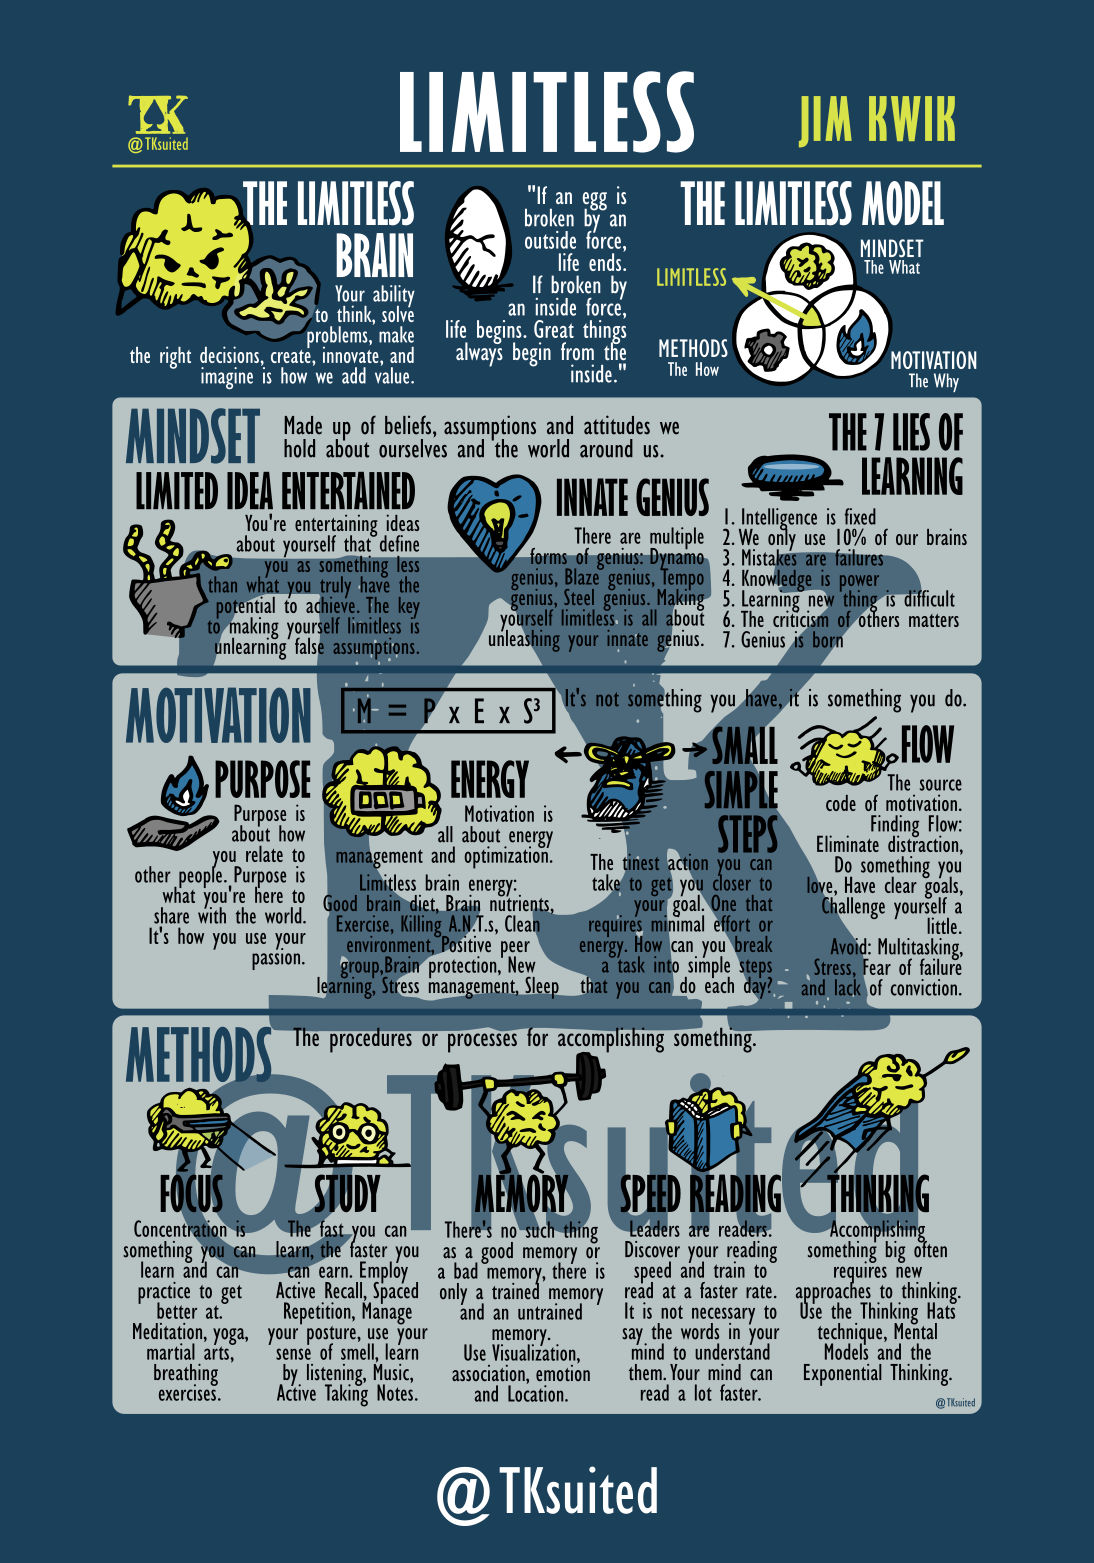 LIMITLESS
TK
@TKsuited
JIM KWIK
THE LIMITLESS
BRAIN
Your ability
to think, solve
problems, make
the right decisions, create, innovate, and
imagine is how we add value.
"If an egg is
broken by an
outside force,
life ends.
If broken by
an inside force,
life begins. Great things
always begin from the
inside."
THE LIMITLESS MODEL
MINDSET
The What
LIMITLESS
METHODS
The How
MOTIVATION
The Why
MINDSET
Made up of beliefs, assumptions and attitudes we
hold about ourselves and the world around us.
LIMITED IDEA ENTERTAINED
You're entertaining ideas
about yourself that define
you as something less
than what you truly have the
potential to achieve. The key
to making yourself limitless is
unlearning false assumptions.
INNATE GENIUS
There are multiple
forms of genius: Dynamo
genius, Blaze genius, Tempo
genius, Steel genius. Making
yourself limitless is all about
unleashing your innate genius.
THE 7 LIES OF
LEARNING
1. Intelligence is fixed
2. We only use 10% of our brains
3. Mistakes are failures
4. Knowledge is power
5. Learning new thing is difficult
6. The criticism of others matters
7. Genius is born
MOTIVATION
M = P x E x S³
It's not something you have, it is something you do.
PURPOSE
Purpose is
about how
you relate to
other people. Purpose is
what you're here to
share with the world.
It's how you use your
passion.
ENERGY
Motivation is
all about energy
management and optimization.
Limitless brain energy:
Good brain diet, Brain nutrients,
Exercise, Killing A.N.T.s, Clean
environment, Positive peer
group,Brain protection, New
learning, Stress management, Sleep
SMALL
SIMPLE
STEPS
The tinest action you can
take to get you closer to
your goal. One that
requires minimal effort or
energy. How can you break
a task into simple steps
that you can do each day?
FLOW
The source
code of motivation.
Finding Flow:
Eliminate distraction,
Do something you
love, Have clear goals,
Challenge yourself a
little.
Avoid: Multitasking,
Stress, Fear of failure
and lack of conviction.
METHODS
The procedures or processes for accomplishing something.
FOCUS
Concentration is
something you can
learn and can
practice to get
better at.
Meditation, yoga,
martial arts,
breathing
exercises.
STUDY
The fast you can
learn, the faster you
can earn. Employ
Active Recall, Spaced
Repetition, Manage
your posture, use your
sense of smell, learn
by listening, Music,
Active Taking Notes.
MEMORY
There's no such thing
as a good memory or
a bad memory, there is
only a trained memory
and an untrained
memory.
Use Visualization,
association, emotion
and Location.
SPEED READING
Leaders are readers.
Discover your reading
speed and train to
read at a faster rate.
It is not necessary to
say the words in your
mind to understand
them. Your mind can
read a lot faster.
THINKING
Accomplishing
something big often
requires new
approaches to thinking.
Use the Thinking Hats
technique, Mental
Models and the
Exponential Thinking.
TK
@TKsuited
@TKsuited
@TKsuited